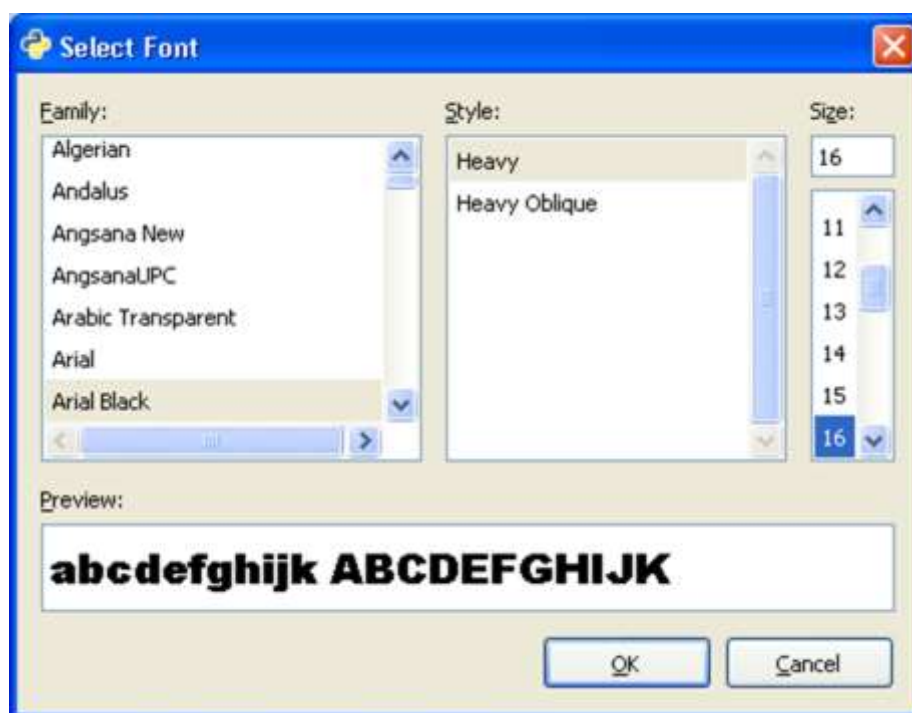 Select Font
Family:
Algerian
Andalus
Angsana New
AngsanaUPC
Arabic Transparent
Arial
Arial Black
Style:
Heavy
Heavy Oblique
Size:
16
11
12
13
14
15
16
Preview:
abcdefghijk ABCDEFGHIJK
OK
Cancel